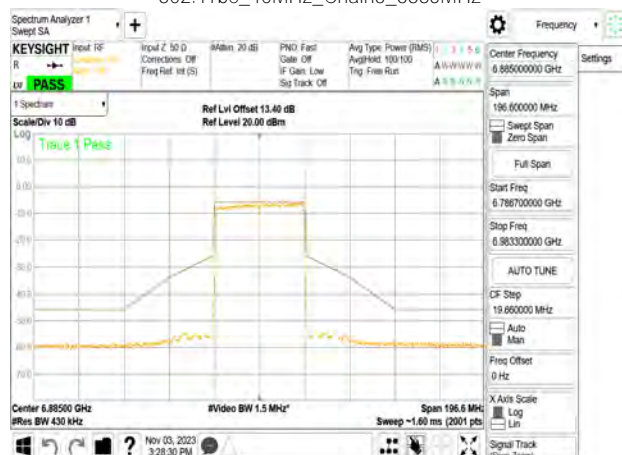 Spectrum Analyzer 1
Swept SA
+
Frequency
KEYSIGHT
Input: RF
Input Z: 50 Ω
Corrections: Off
Freq Ref: Int (S)
#Atten: 20 dB
PNO: Fast
Gate: Off
IF Gain: Low
Sig Track: Off
Avg Type: Power (RMS)
Avg|Hold: 100/100
Trig: Free Run
R
PASS
1 Spectrum
Scale/Div 10 dB
Ref Lvl Offset 13.40 dB
Ref Level 20.00 dBm
Log
Trace 1 Pass
Center 6.88500 GHz
#Res BW 430 kHz
#Video BW 1.5 MHz*
Span 196.6 MHz
Sweep ~1.60 ms (2001 pts
Nov 03, 2023
3:28:30 PM
?
Settings
Center Frequency
6.885000000 GHz
Span
196.600000 MHz
Swept Span
Zero Span
Full Span
Start Freq
6.786700000 GHz
Stop Freq
6.983300000 GHz
AUTO TUNE
CF Step
19.660000 MHz
Auto
Man
Freq Offset
0 Hz
X Axis Scale
Log
Lin
Signal Track